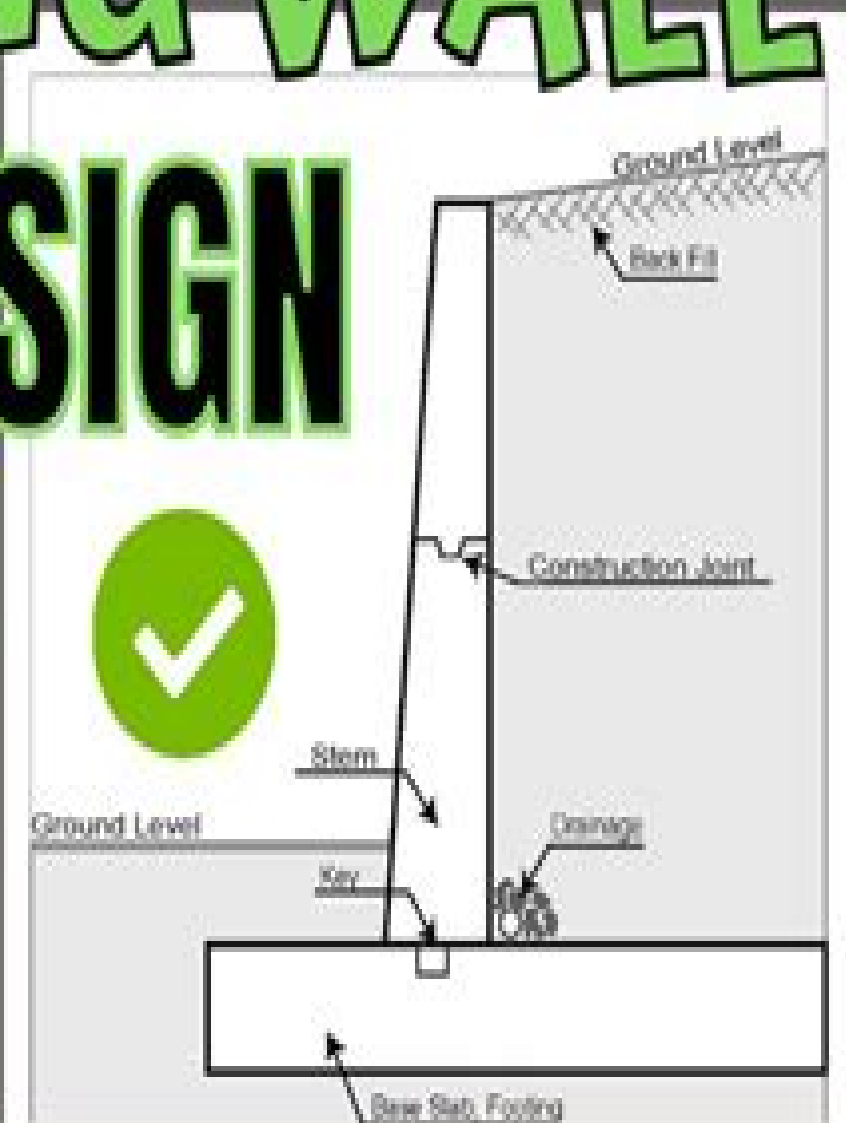 G WALL
SIGN
Ground Level
Back Fill
Construction Joint
Stem
Ground Level
Drainage
Key
Base Slab, Footing